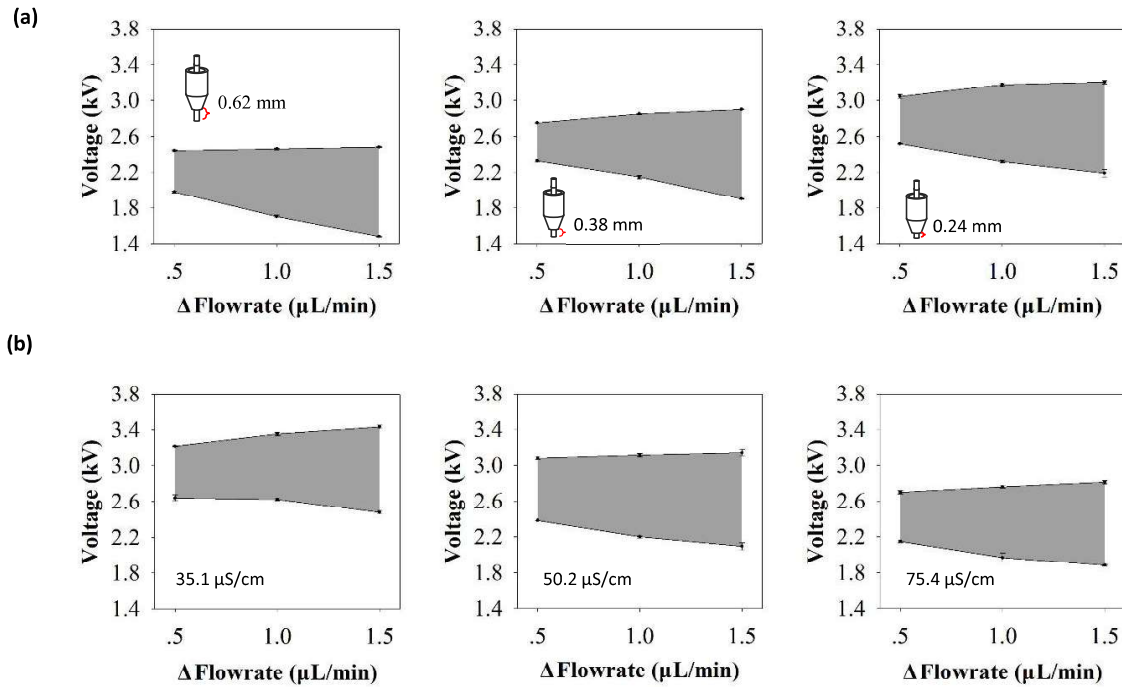 (a)
Voltage (kV)
3.8
3.4
3.0
2.6
2.2
1.8
1.4
0.62 mm
.5 1.0 1.5
Δ Flowrate (µL/min)
Voltage (kV)
3.8
3.4
3.0
2.6
2.2
1.8
1.4
0.38 mm
.5 1.0 1.5
Δ Flowrate (µL/min)
Voltage (kV)
3.8
3.4
3.0
2.6
2.2
1.8
1.4
0.24 mm
.5 1.0 1.5
Δ Flowrate (µL/min)
(b)
Voltage (kV)
3.8
3.4
3.0
2.6
2.2
1.8
1.4
35.1 µS/cm
.5 1.0 1.5
Δ Flowrate (µL/min)
Voltage (kV)
3.8
3.4
3.0
2.6
2.2
1.8
1.4
50.2 µS/cm
.5 1.0 1.5
Δ Flowrate (µL/min)
Voltage (kV)
3.8
3.4
3.0
2.6
2.2
1.8
1.4
75.4 µS/cm
.5 1.0 1.5
Δ Flowrate (µL/min)